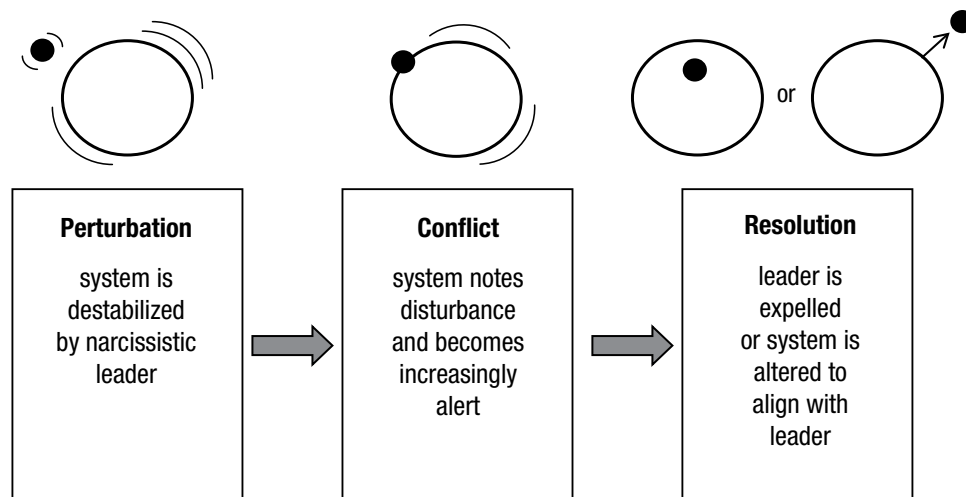 or
Perturbation
system is
destabilized
by narcissistic
leader
Conflict
system notes
disturbance
and becomes
increasingly
alert
Resolution
leader is
expelled
or system is
altered to
align with
leader